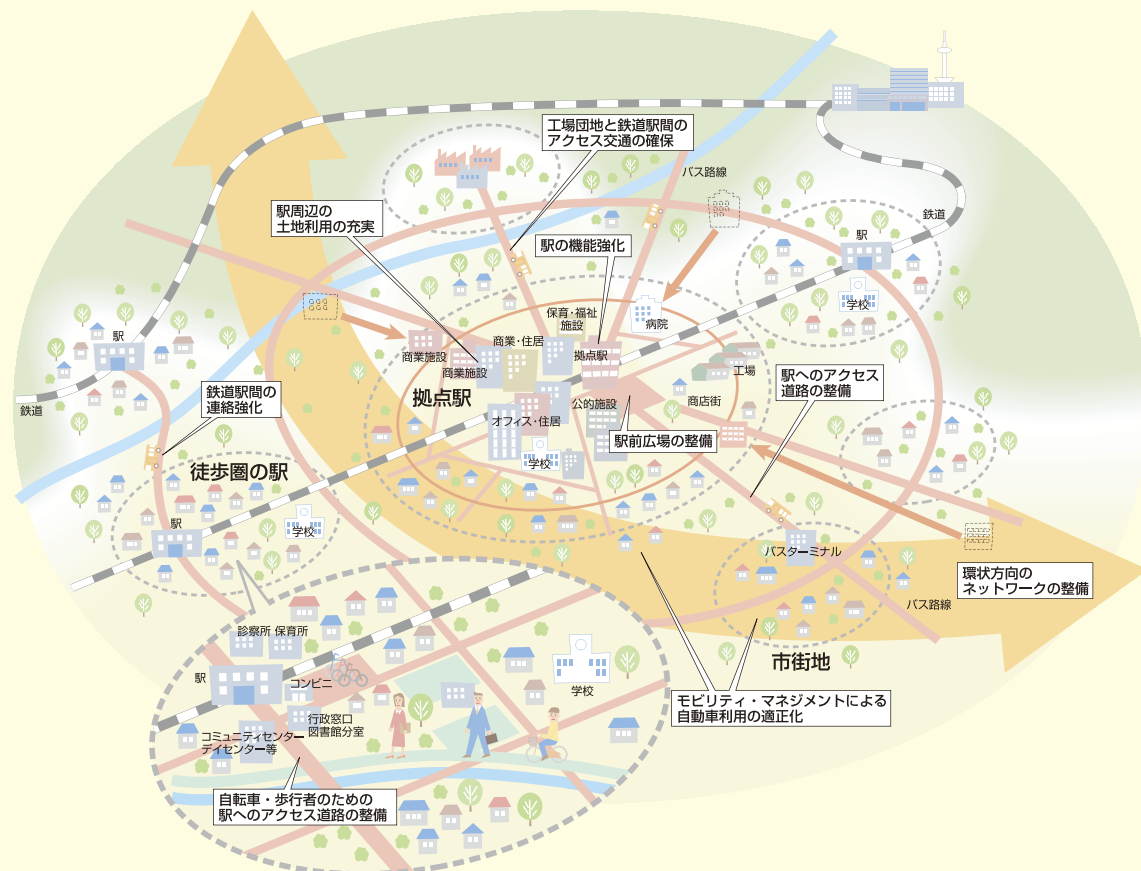 工場団地と鉄道駅間の
アクセス交通の確保
バス路線
駅周辺の
土地利用の充実
駅の機能強化
鉄道
駅
学校
保育・福祉
施設
病院
駅
商業施設
商業・住居
拠点駅
商業施設
工場
鉄道
鉄道駅間の
連絡強化
拠点駅
公的施設
商店街
駅へのアクセス
道路の整備
オフィス・住居
駅前広場の整備
学校
徒歩圏の駅
駅
学校
バスターミナル
環状方向の
ネットワークの整備
バス路線
市街地
診察所 保育所
駅
コンビニ
学校
行政窓口
図書館分室
コミュニティセンター
デイセンター等
モビリティ・マネジメントによる
自動車利用の適正化
自転車・歩行者のための
駅へのアクセス道路の整備